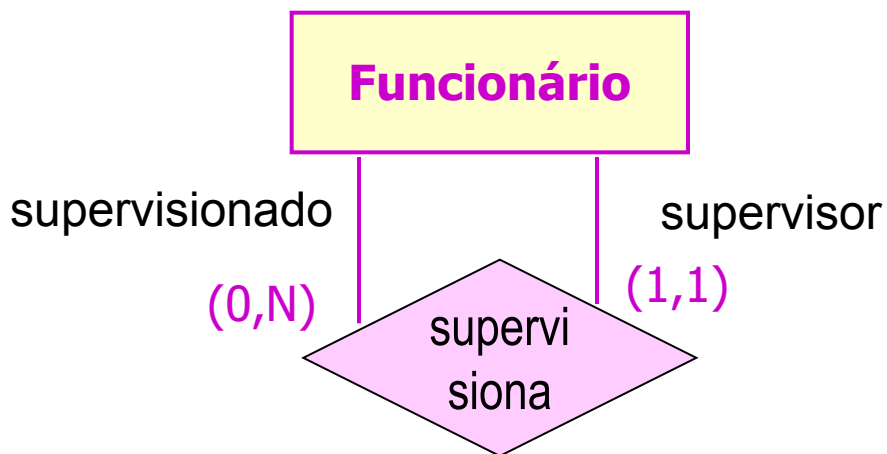 Funcionário
supervisionado
supervisor
(0,N)
(1,1)
supervi
siona